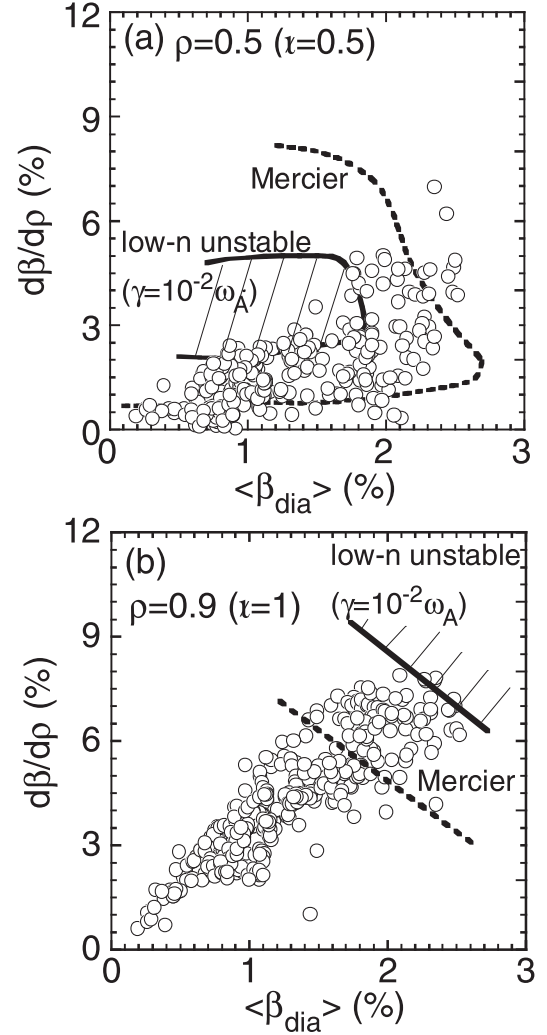 12
(a) ρ=0.5 (ι=0.5)
9
Mercier
dβ/dρ (%)
6
low-n unstable
(γ=10⁻²ω_A)
3
0
1
2
3
<β_dia> (%)
12
(b)
low-n unstable
ρ=0.9 (ι=1)
(γ=10⁻²ω_A)
9
dβ/dρ (%)
6
Mercier
3
0
0
1
2
3
<β_dia> (%)